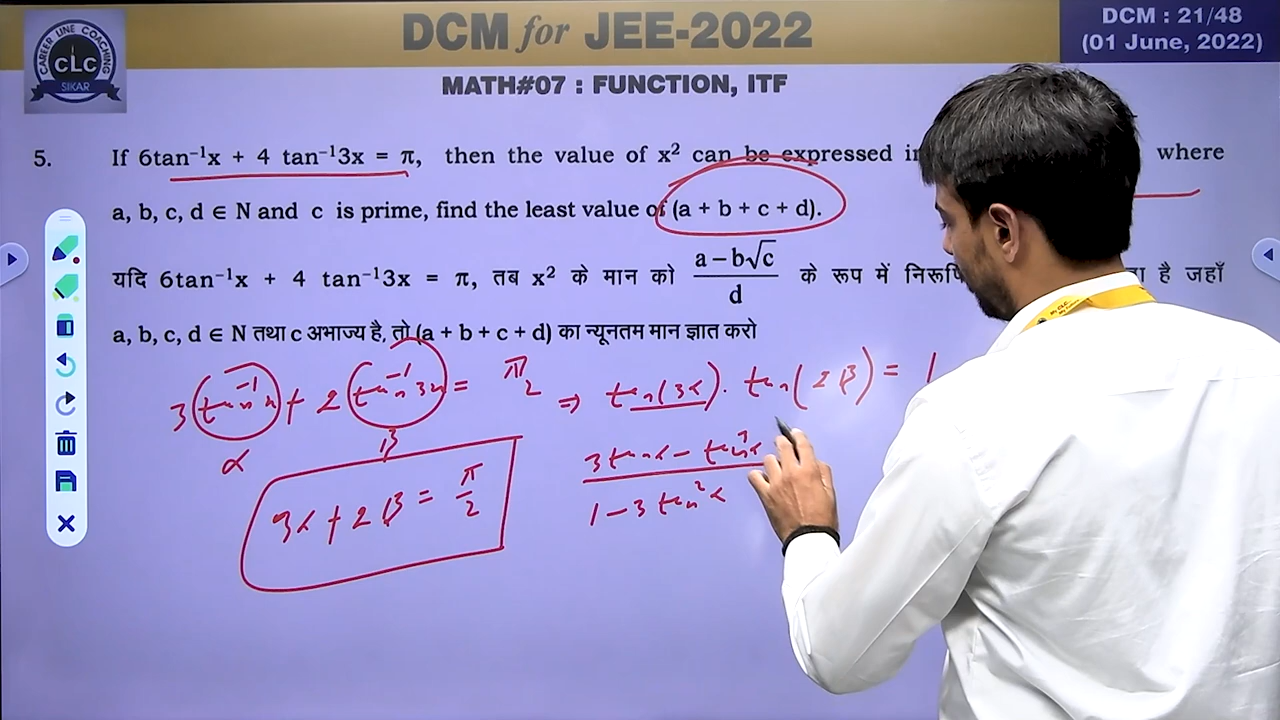 CAREER LINE COACHING
CLC
SIKAR
DCM for JEE-2022
DCM : 21/48
(01 June, 2022)
MATH#07 : FUNCTION, ITF
5. If 6tan⁻¹x + 4 tan⁻¹3x = π, then the value of x² can be expressed in where
a, b, c, d ∈ N and c is prime, find the least value of (a + b + c + d).
यदि 6tan⁻¹x + 4 tan⁻¹3x = π, तब x² के मान को (a – b√c)/d के रूप में है जहाँ
a, b, c, d ∈ N तथा c अभाज्य है, तो (a + b + c + d) का न्यूनतम मान ज्ञात करो
3(tan⁻¹x) + 2(tan⁻¹3x) = π/2 ⇒ tan(3α) · tan(2β) = 1
α β
3α + 2β = π/2
(3tanα – tan³α)/(1 – 3tan²α)